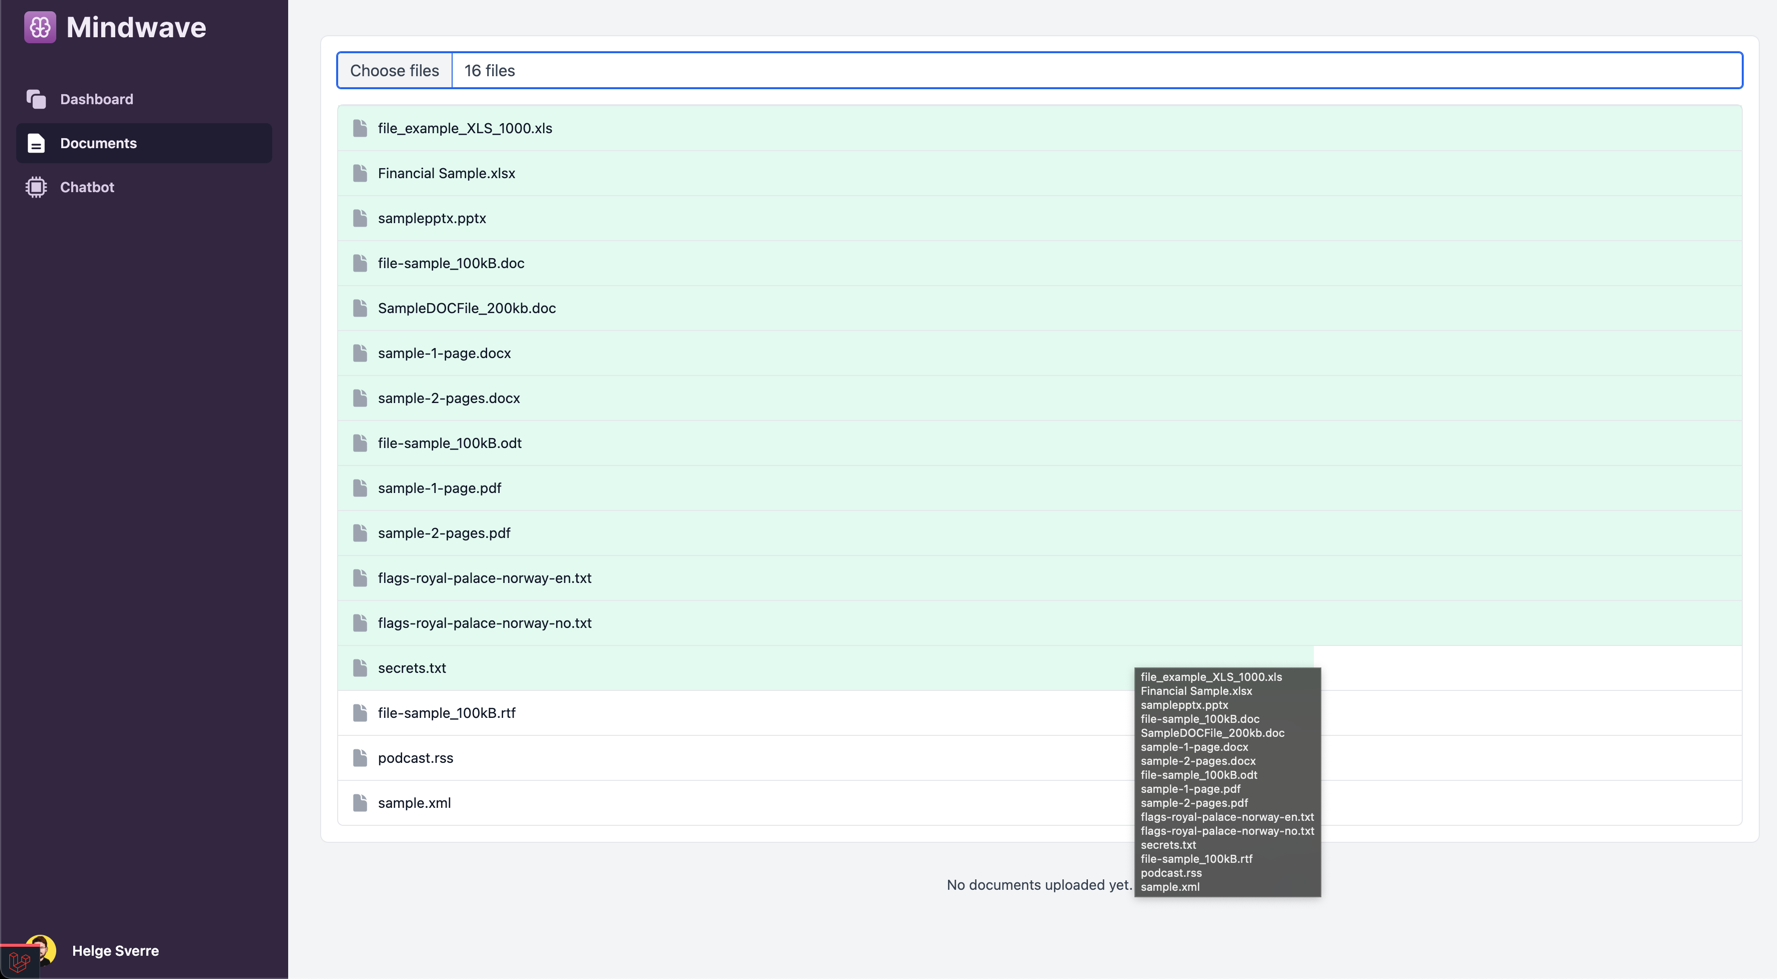 Mindwave
Dashboard
Documents
Chatbot
Choose files
16 files
file_example_XLS_1000.xls
Financial Sample.xlsx
samplepptx.pptx
file-sample_100kB.doc
SampleDOCFile_200kb.doc
sample-1-page.docx
sample-2-pages.docx
file-sample_100kB.odt
sample-1-page.pdf
sample-2-pages.pdf
flags-royal-palace-norway-en.txt
flags-royal-palace-norway-no.txt
secrets.txt
file-sample_100kB.rtf
podcast.rss
sample.xml
file_example_XLS_1000.xls
Financial Sample.xlsx
samplepptx.pptx
file-sample_100kB.doc
SampleDOCFile_200kb.doc
sample-1-page.docx
sample-2-pages.docx
file-sample_100kB.odt
sample-1-page.pdf
sample-2-pages.pdf
flags-royal-palace-norway-en.txt
flags-royal-palace-norway-no.txt
secrets.txt
file-sample_100kB.rtf
podcast.rss
sample.xml
No documents uploaded yet.
Helge Sverre